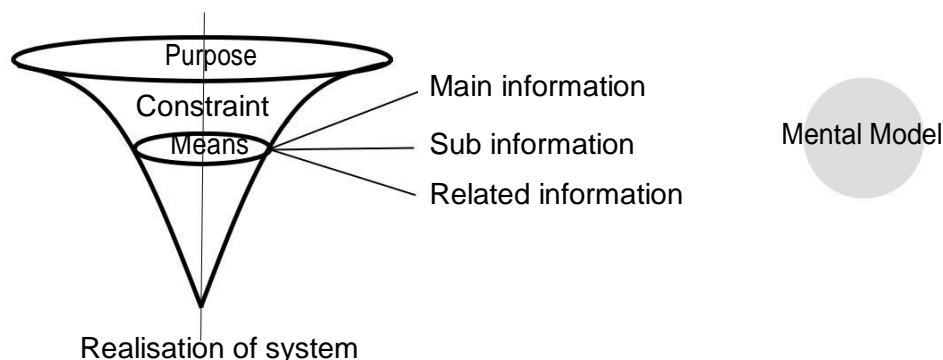 Purpose
Constraint
Means
Main information
Sub information
Related information
Mental Model
Realisation of system